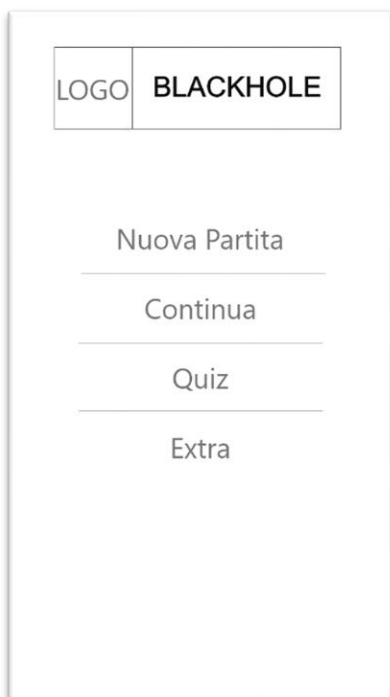 LOGO BLACKHOLE
Nuova Partita
Continua
Quiz
Extra